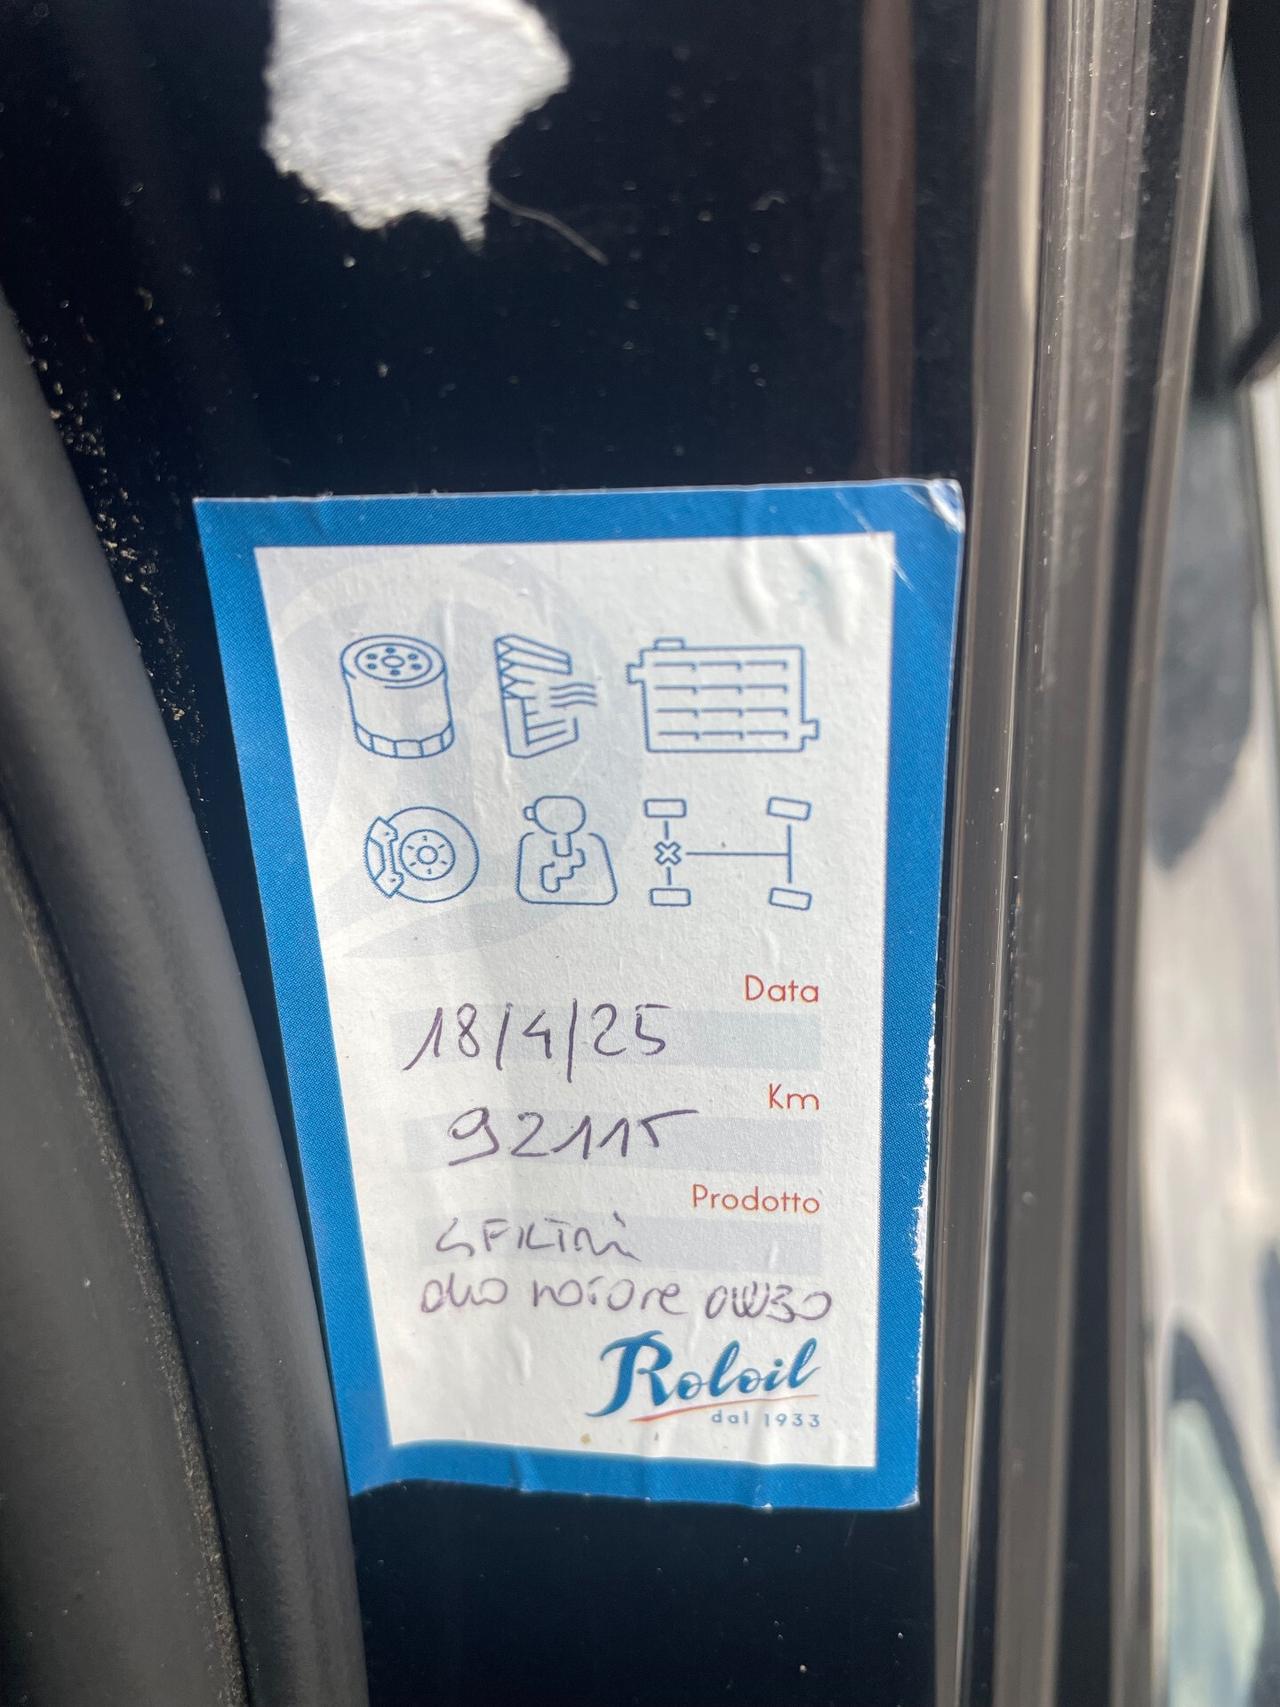 Data
18/4/25
Km
92115
Prodotto
4 FILTRi
olio motore 0W30
Roloil
dal 1933